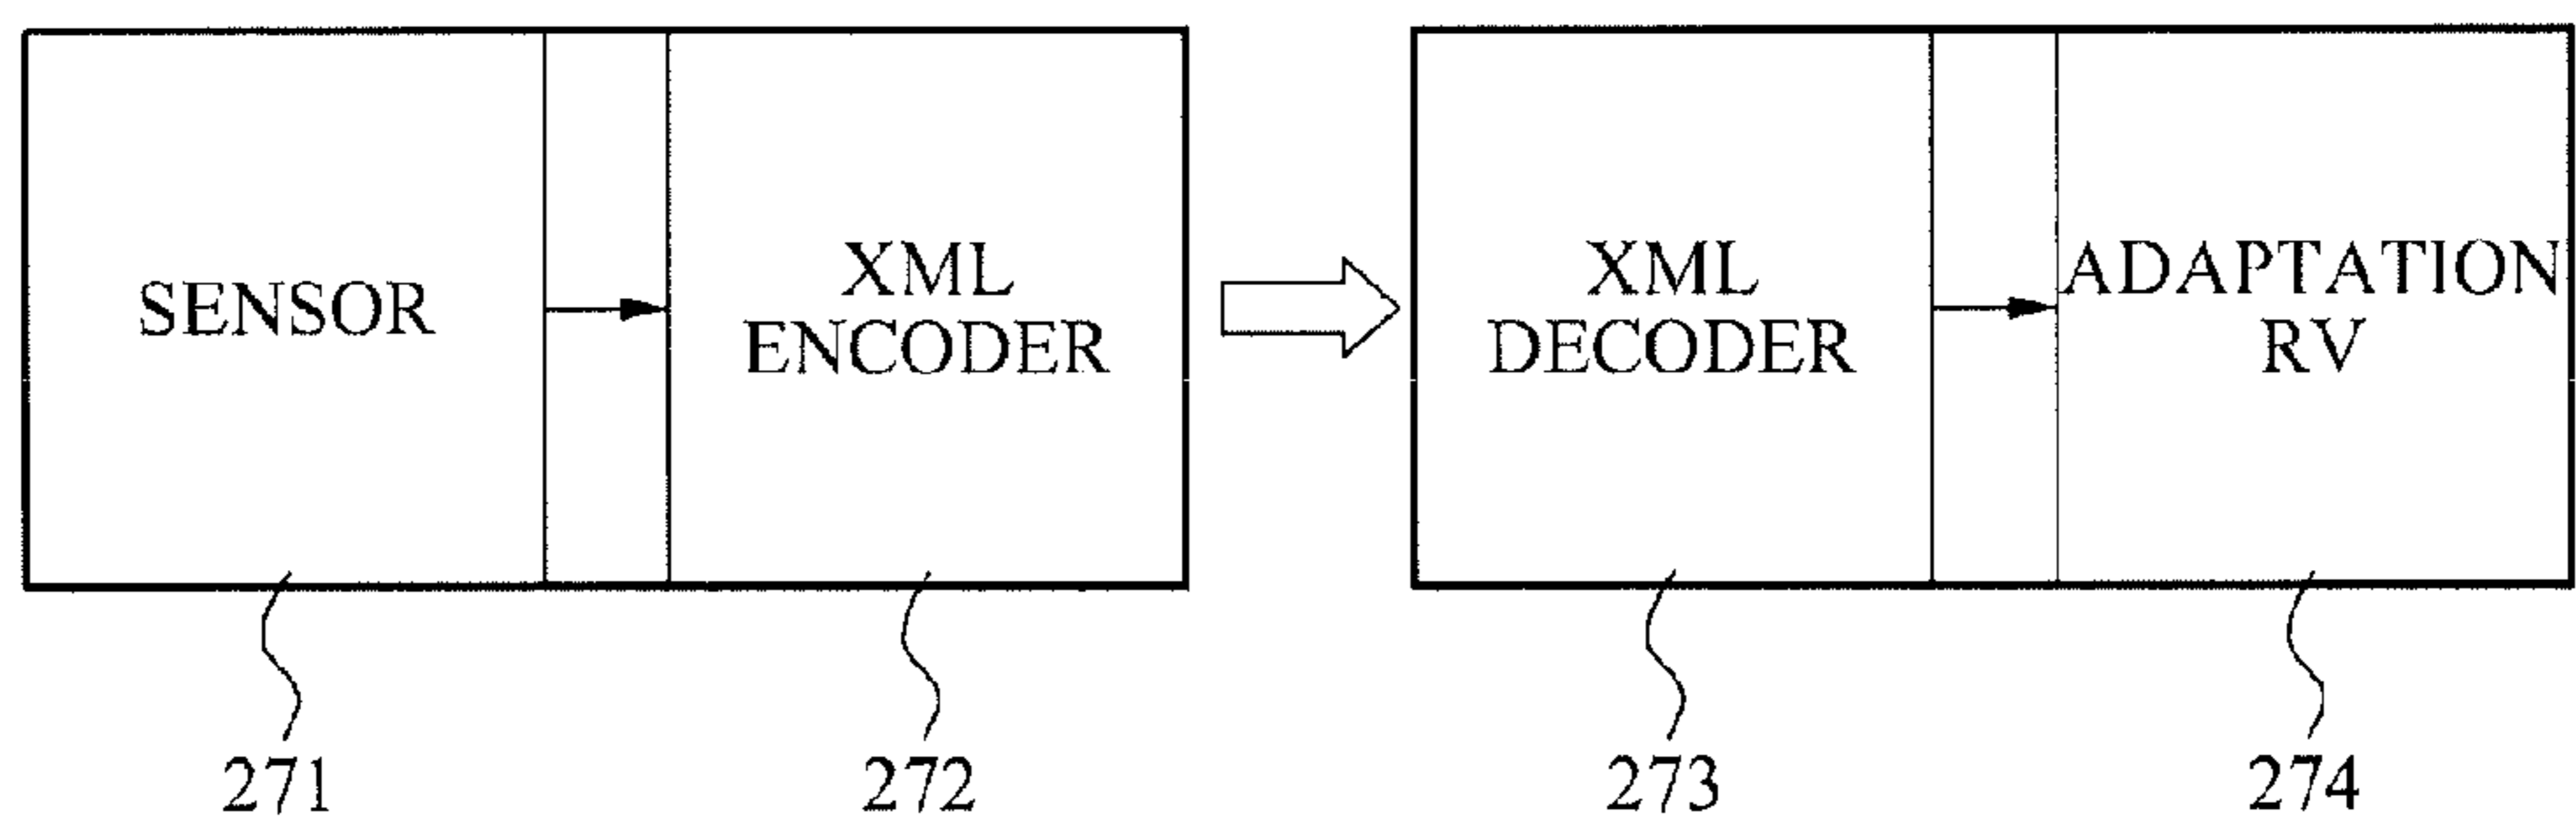 SENSOR
XML
ENCODER
XML
DECODER
ADAPTATION
RV
271
272
273
274